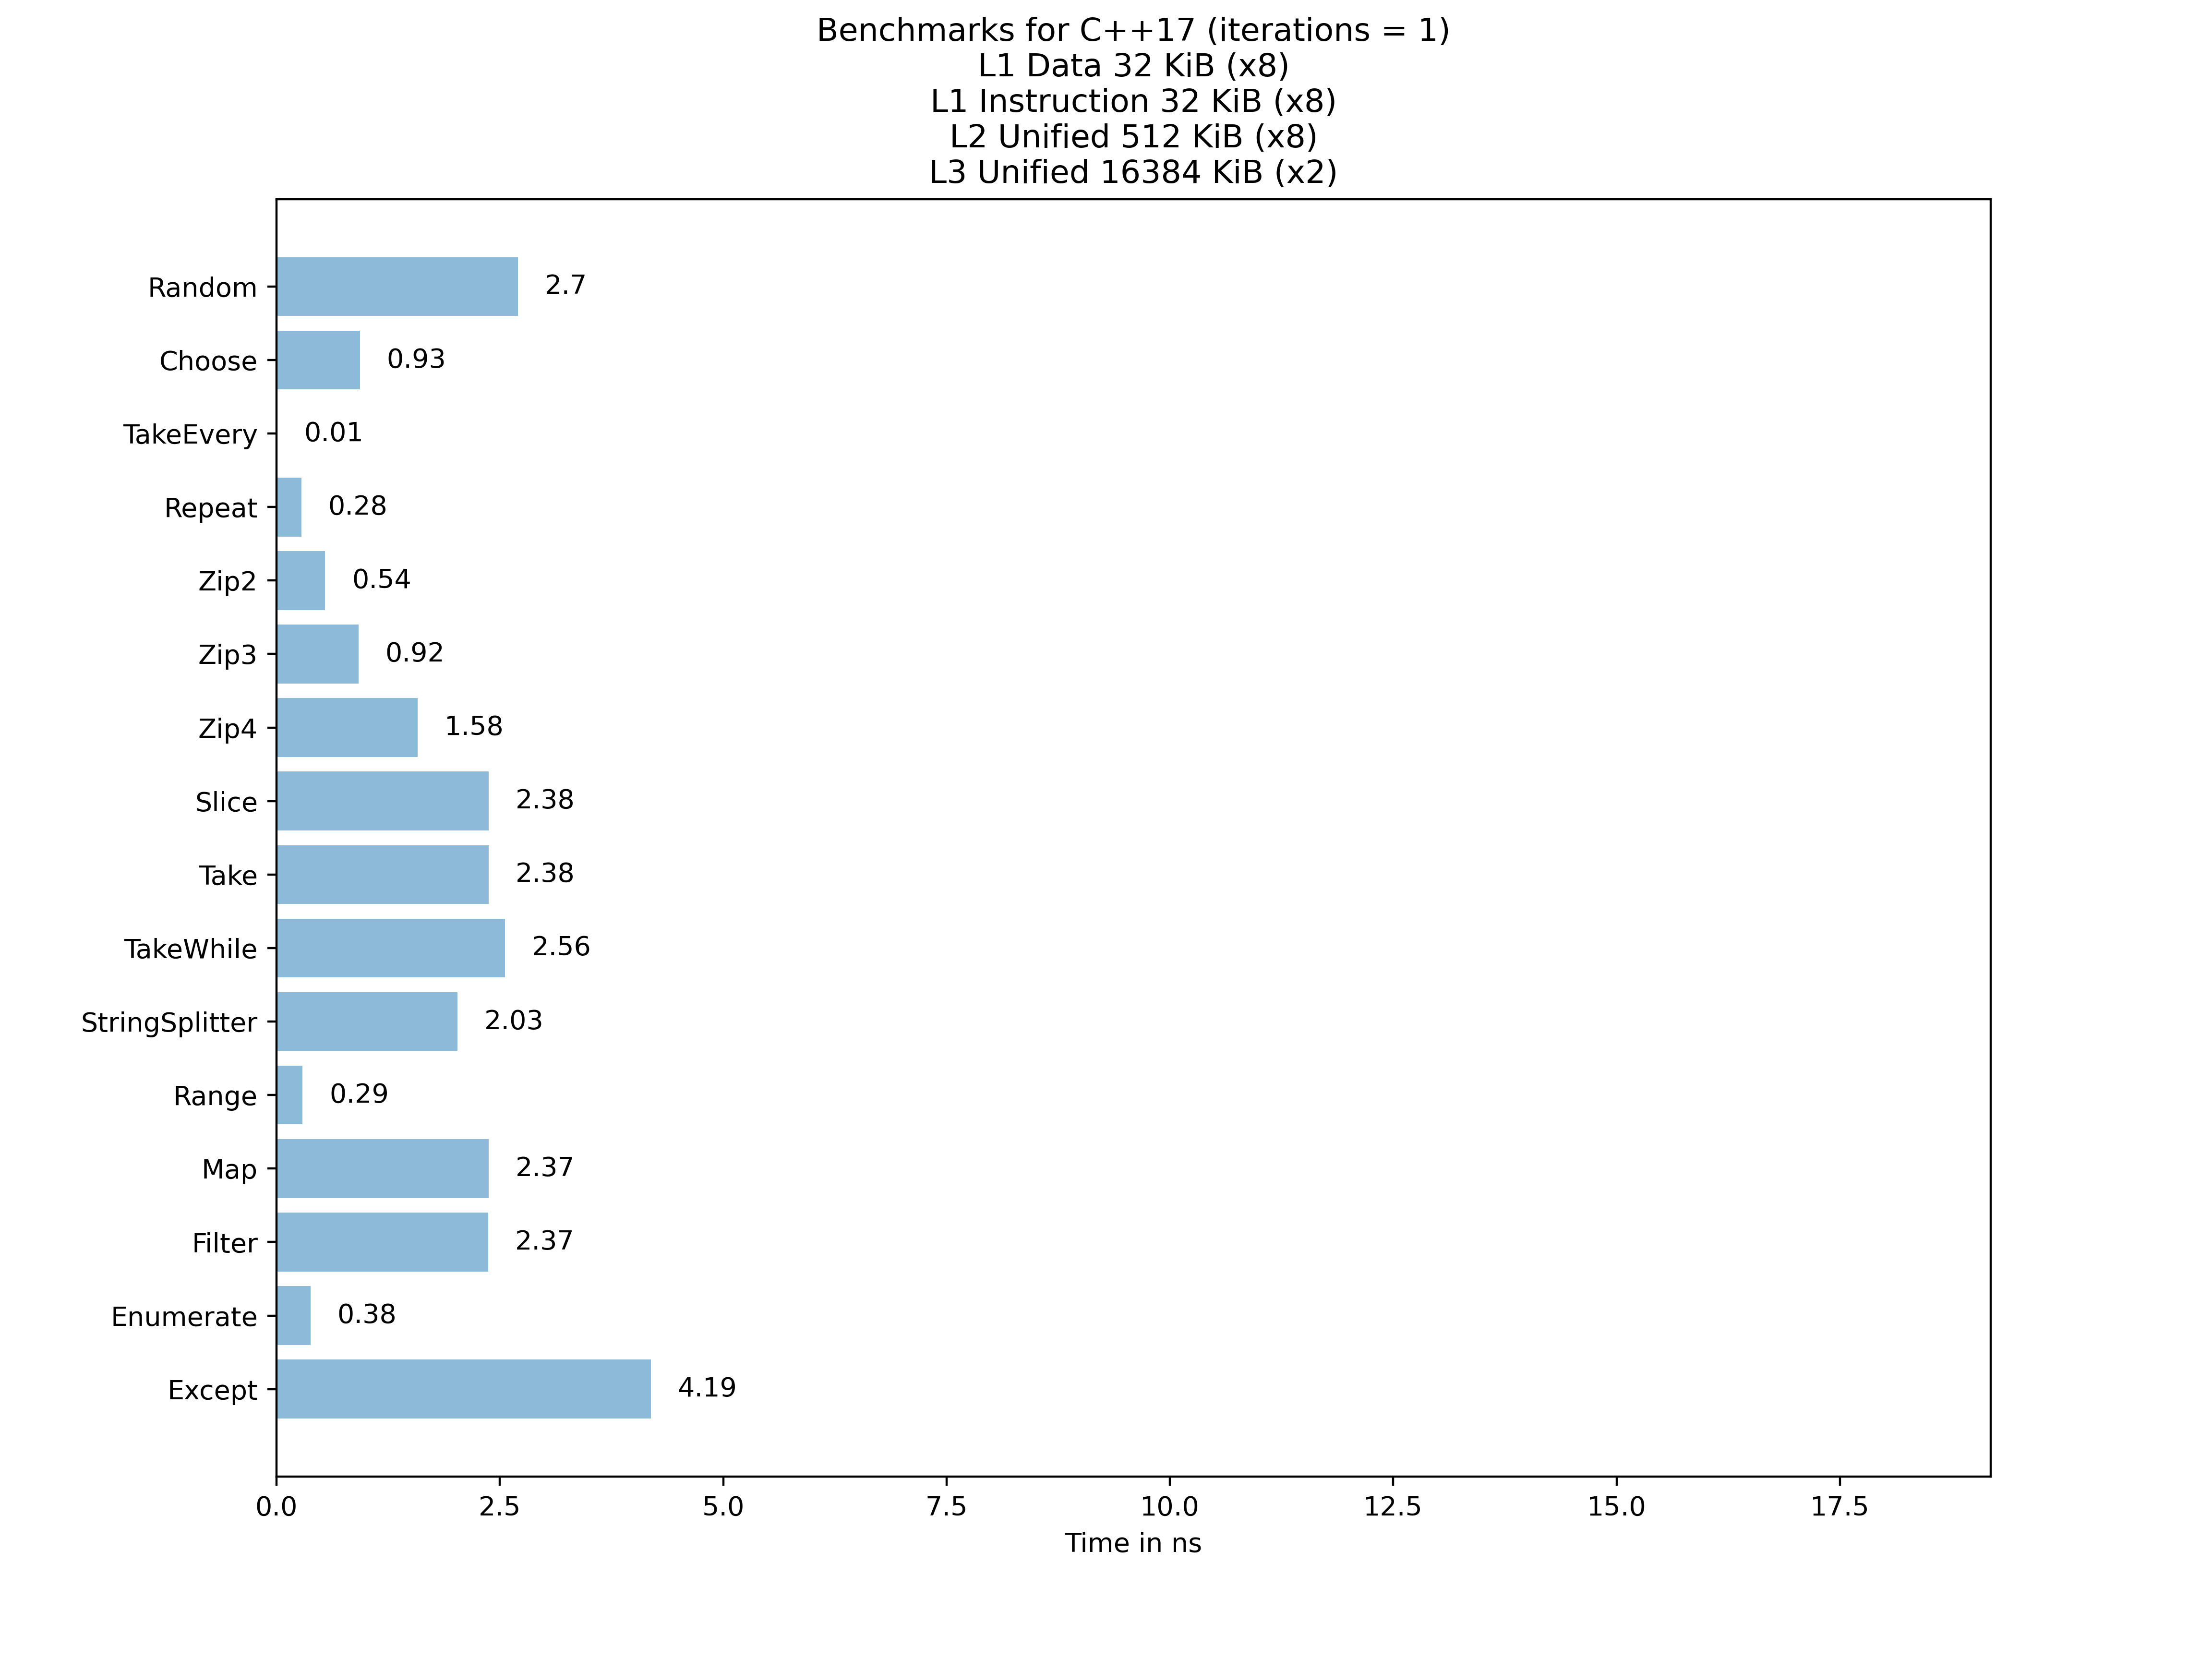 Benchmarks for C++17 (iterations = 1)
L1 Data 32 KiB (x8)
L1 Instruction 32 KiB (x8)
L2 Unified 512 KiB (x8)
L3 Unified 16384 KiB (x2)
Random 2.7
Choose 0.93
TakeEvery 0.01
Repeat 0.28
Zip2 0.54
Zip3 0.92
Zip4 1.58
Slice 2.38
Take 2.38
TakeWhile 2.56
StringSplitter 2.03
Range 0.29
Map 2.37
Filter 2.37
Enumerate 0.38
Except 4.19
0.0 2.5 5.0 7.5 10.0 12.5 15.0 17.5
Time in ns